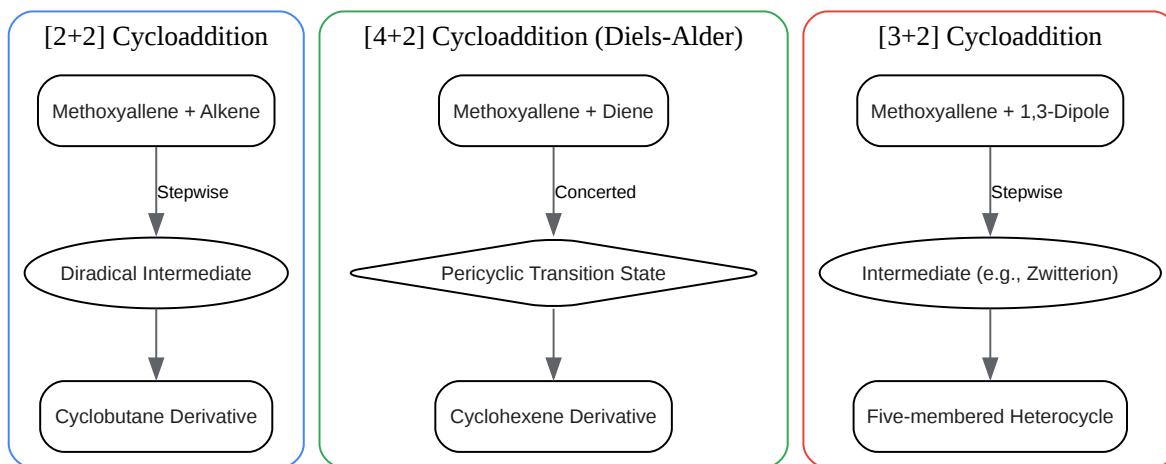 [2+2] Cycloaddition
Methoxyallene + Alkene
Stepwise
Diradical Intermediate
Cyclobutane Derivative
[4+2] Cycloaddition (Diels-Alder)
Methoxyallene + Diene
Concerted
Pericyclic Transition State
Cyclohexene Derivative
[3+2] Cycloaddition
Methoxyallene + 1,3-Dipole
Stepwise
Intermediate (e.g., Zwitterion)
Five-membered Heterocycle